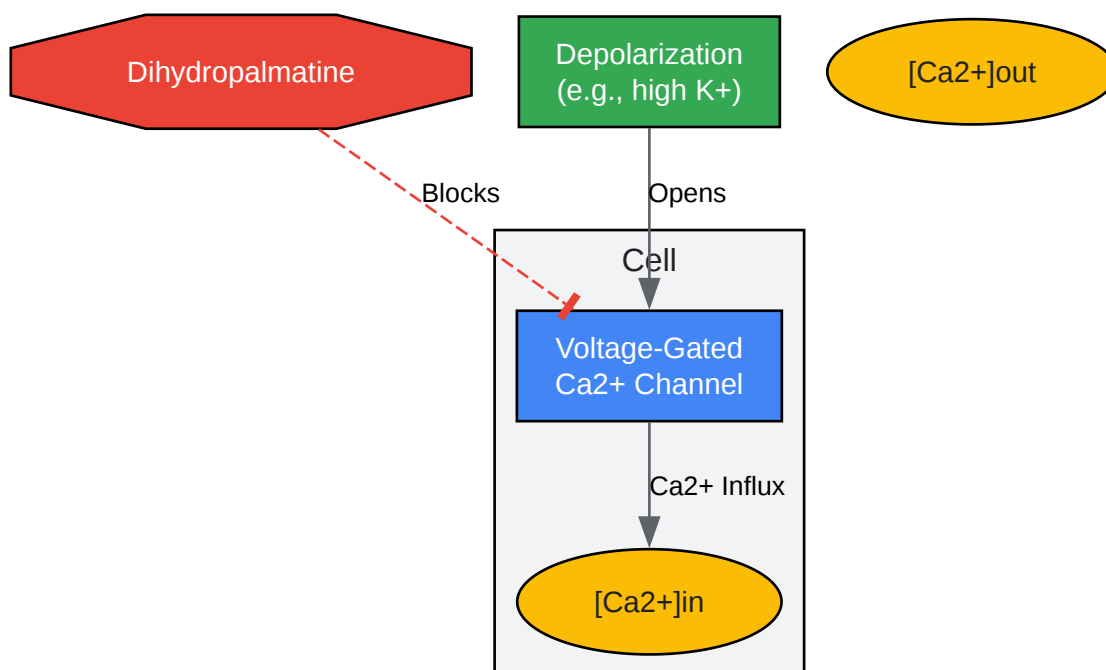 Dihydropalmatine
Depolarization
(e.g., high K+)
[Ca2+]out
Blocks
Opens
Cell
Voltage-Gated
Ca2+ Channel
Ca2+ Influx
[Ca2+]in